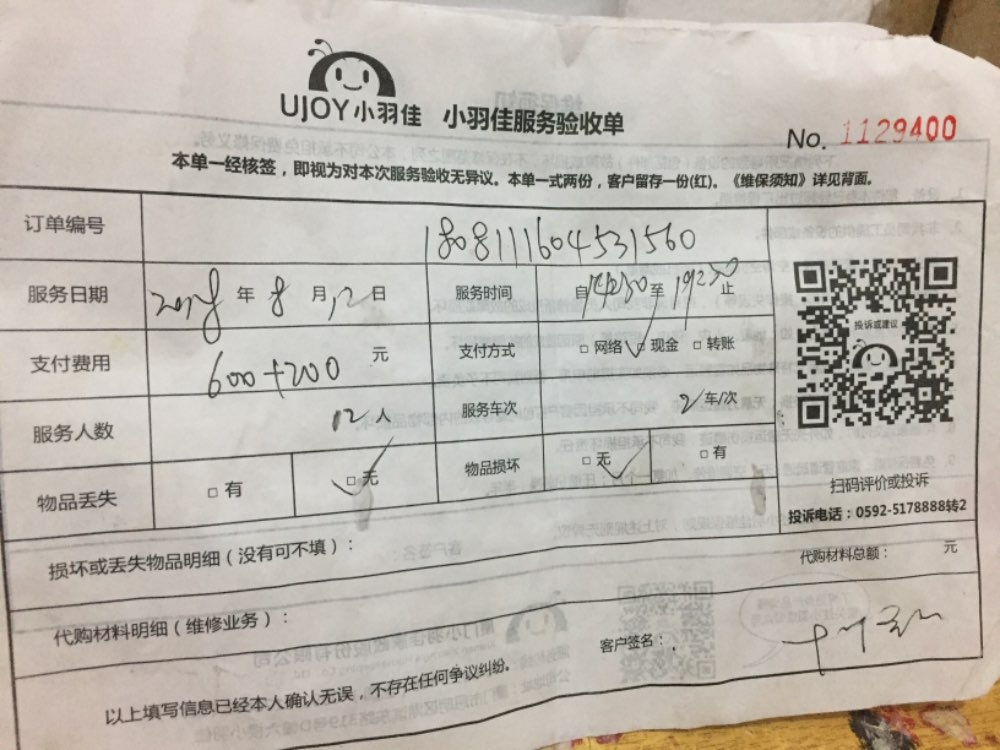 UJOY小羽佳 小羽佳服务验收单
No. 1129400
本单一经核签，即视为对本次服务验收无异议。本单一式两份，客户留存一份(红)。《维保须知》详见背面。
订单编号 1808111604531560
服务日期 2018 年 8 月 12 日 服务时间 自 至 止
投诉或建议
支付费用 600+200 元 支付方式 □ 网络 □ 现金 □ 转账
服务人数 12 人 服务车次 2 车/次
物品丢失 □ 有 □ 无 物品损坏 □ 无 □ 有
扫码评价或投诉
投诉电话：0592-5178888转2
损坏或丢失物品明细（没有可不填）：
代购材料总额： 元
代购材料明细（维修业务）：
客户签名：
以上填写信息已经本人确认无误，不存在任何争议纠纷。